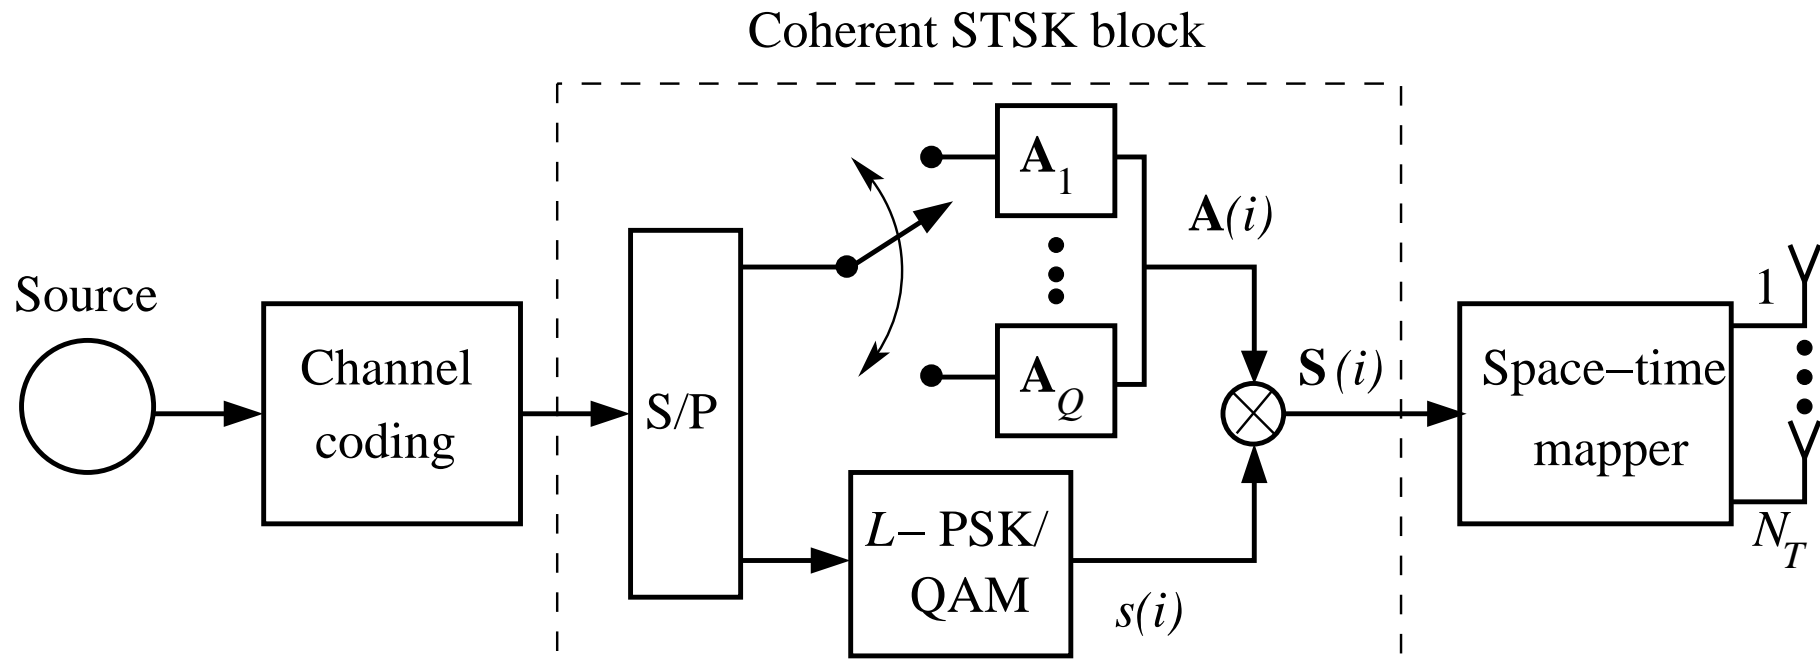 Coherent STSK block
Source
Channel
coding
S/P
A1
AQ
A(i)
L– PSK/
QAM
s(i)
S(i)
Space–time
mapper
1
NT